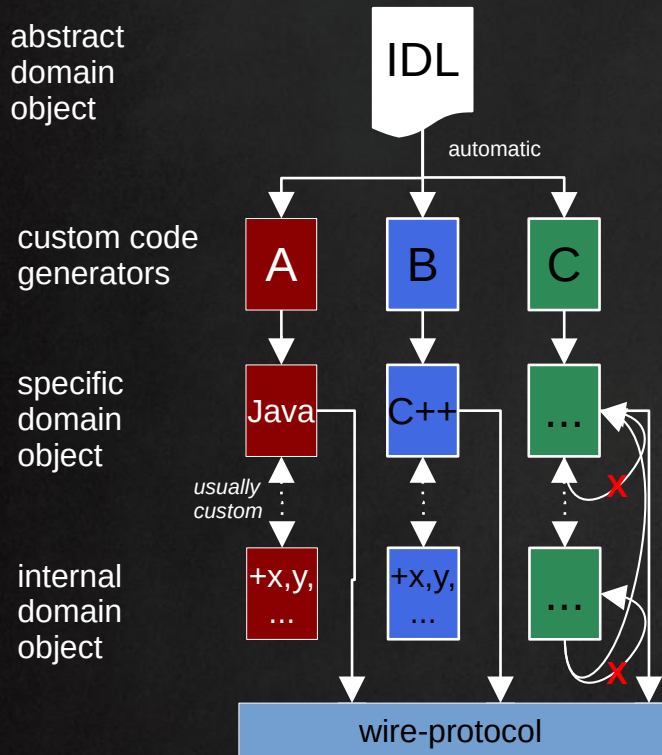 abstract
domain
object
IDL
automatic
custom code
generators
A
B
C
specific
domain
object
Java
C++
...
usually
custom
x
internal
domain
object
+x,y,
...
+x,y,
...
...
x
wire-protocol